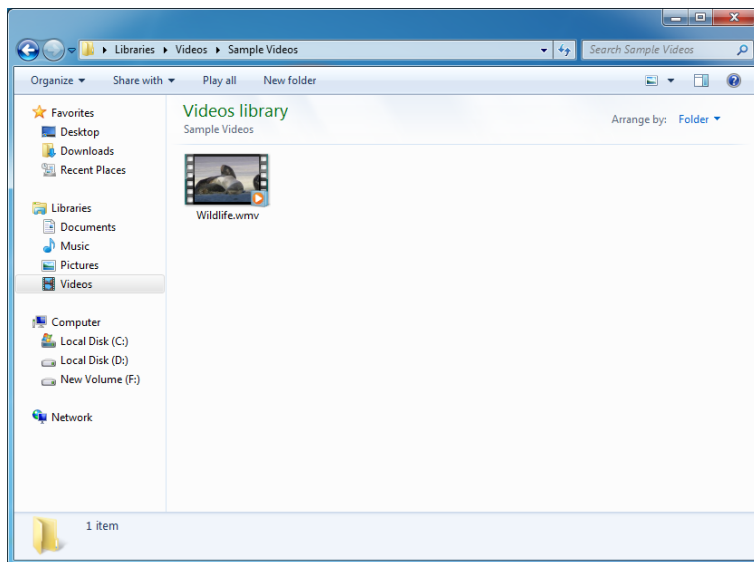 Libraries Videos Sample Videos
Search Sample Videos
Organize Share with Play all New folder
Favorites
Desktop
Downloads
Recent Places
Libraries
Documents
Music
Pictures
Videos
Computer
Local Disk (C:)
Local Disk (D:)
New Volume (F:)
Network
Videos library
Sample Videos
Arrange by: Folder
Wildlife.wmv
1 item